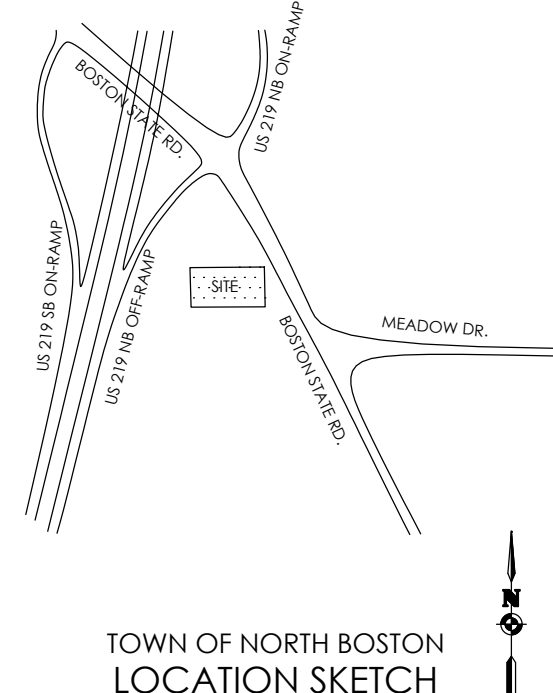 US 219 NB ON-RAMP
BOSTON STATE RD.
US 219 SB ON-RAMP
US 219 NB OFF-RAMP
SITE
BOSTON STATE RD.
MEADOW DR.
N
TOWN OF NORTH BOSTON
LOCATION SKETCH